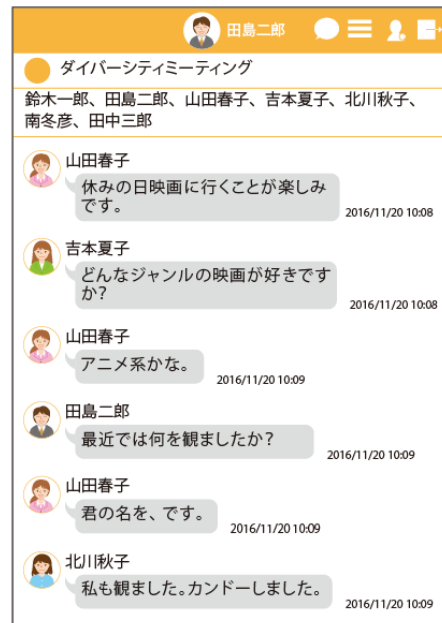 田島二郎
ダイバーシティミーティング
鈴木一郎、田島二郎、山田春子、吉本夏子、北川秋子、
南冬彦、田中三郎
山田春子
休みの日映画に行くことが楽しみ
です。
2016/11/20 10:08
吉本夏子
どんなジャンルの映画が好きです
か?
2016/11/20 10:08
山田春子
アニメ系かな。
2016/11/20 10:09
田島二郎
最近では何を観ましたか?
2016/11/20 10:09
山田春子
君の名を、です。
2016/11/20 10:09
北川秋子
私も観ました。カンドーしました。
2016/11/20 10:09